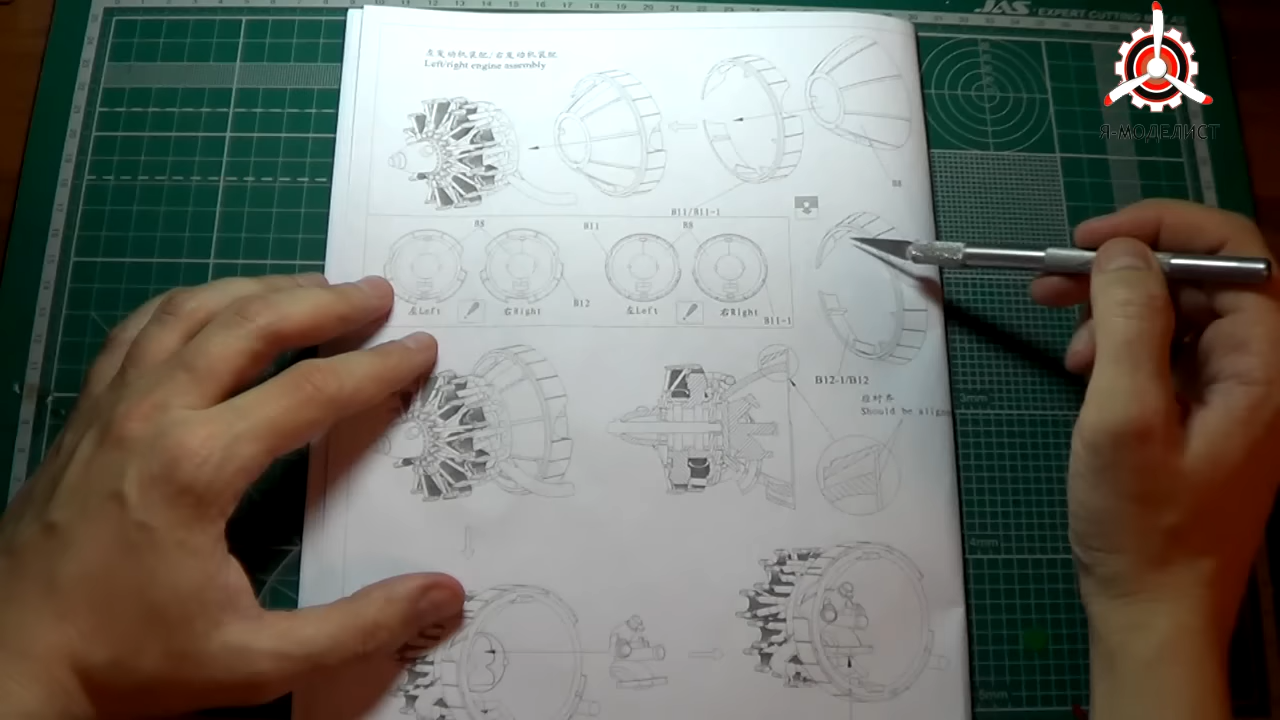 JAS EXPERT CUTTING
Я-МОДЕЛИСТ
左发动机装配/右发动机装配
Left/right engine assembly
B8
B11/B11-1
B8
B11
B8
B12
左Left
右Right
左Left
右Right
B11-1
B12-1/B12
应对齐
Should be aligne
3mm
4mm
5mm